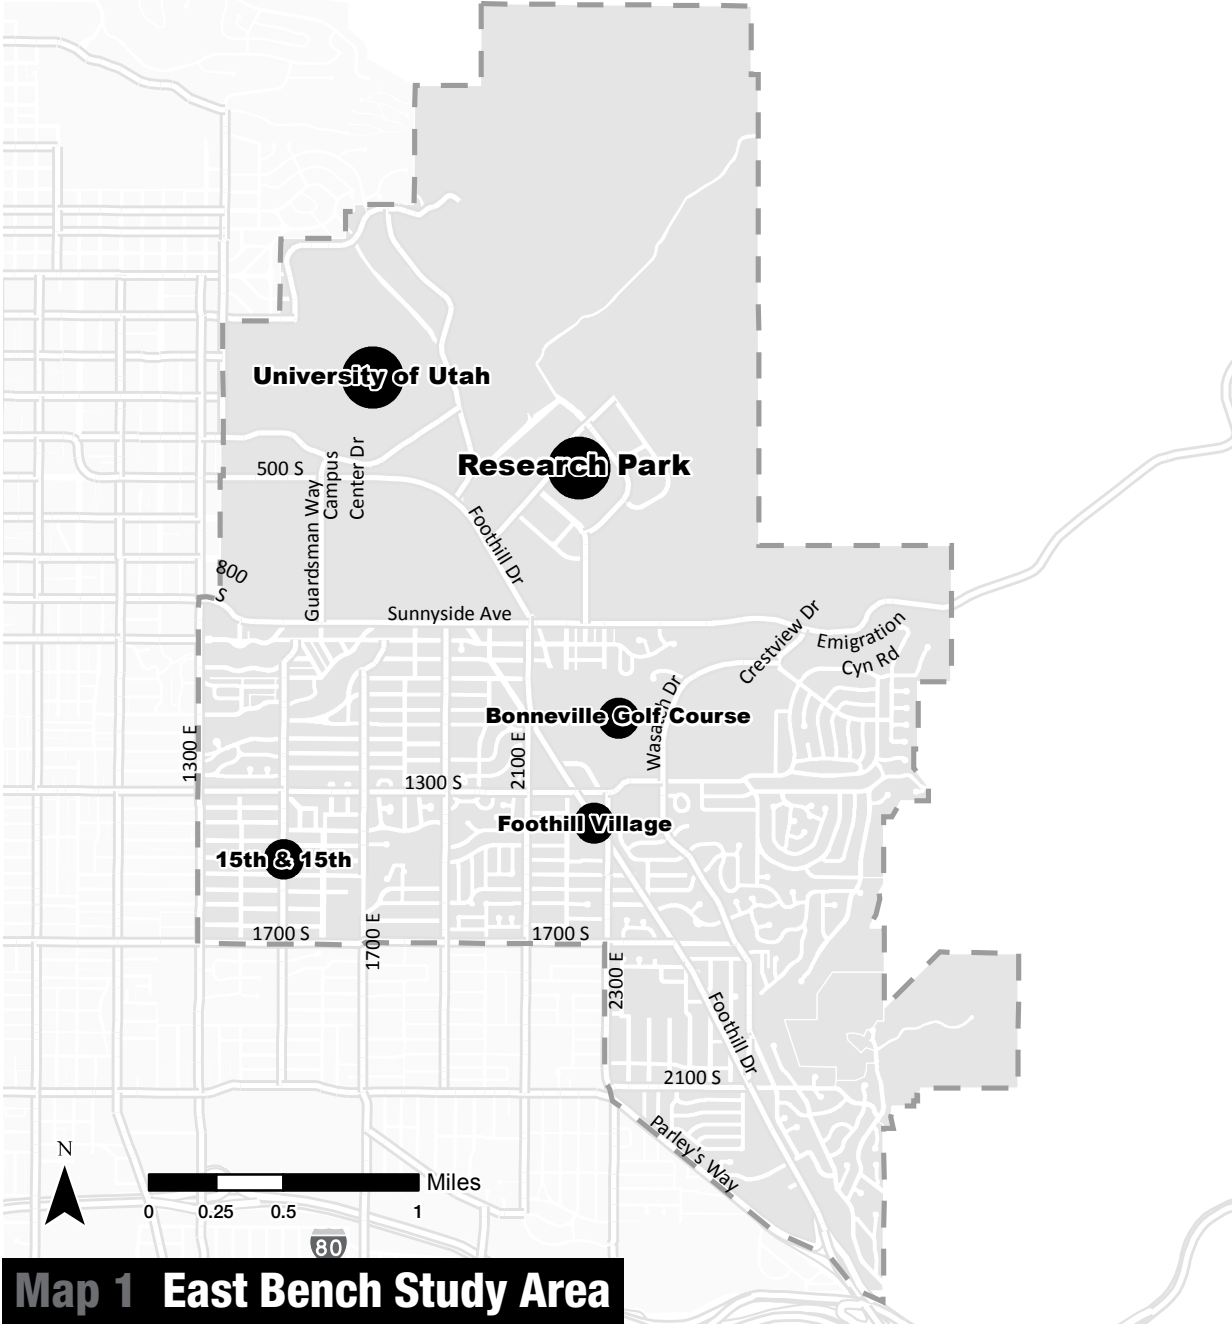 University of Utah
Research Park
500 S
Guardsman Way
Campus
Center Dr
Foothill Dr
800
S
Sunnyside Ave
Crestview Dr
Emigration
Cyn Rd
Wasatch Dr
Bonneville Golf Course
1300 E
2100 E
1300 S
Foothill Village
15th & 15th
1700 S
1700 E
1700 S
2300 E
Foothill Dr
2100 S
Parley's Way
N
Miles
0 0.25 0.5 1
80
Map 1 East Bench Study Area